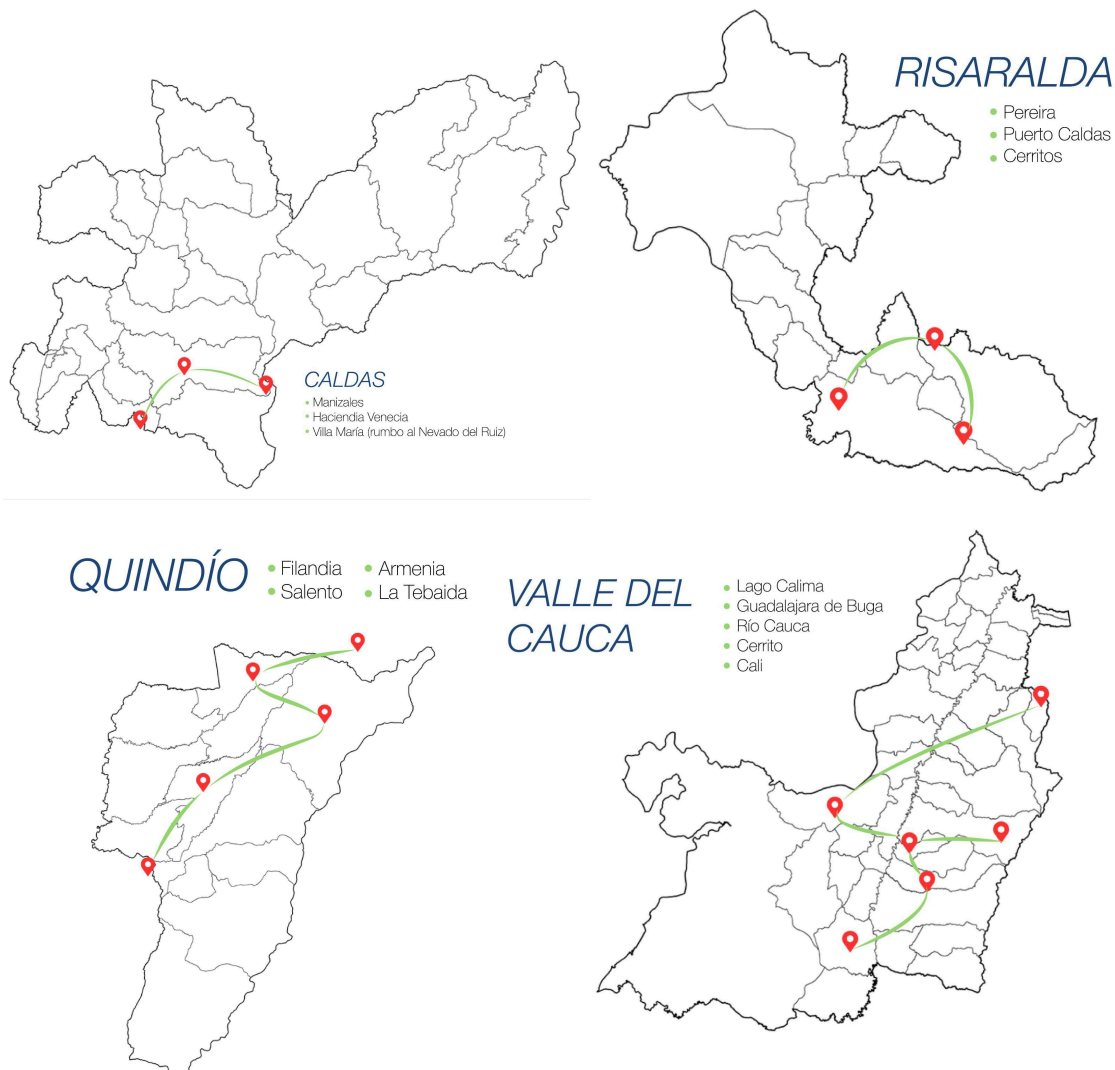 RISARALDA
Pereira
Puerto Caldas
Cerritos
CALDAS
Manizales
Haciendia Venecia
Villa María (rumbo al Nevado del Ruiz)
QUINDÍO
Filandia
Salento
Armenia
La Tebaida
VALLE DEL
CAUCA
Lago Calima
Guadalajara de Buga
Río Cauca
Cerrito
Cali